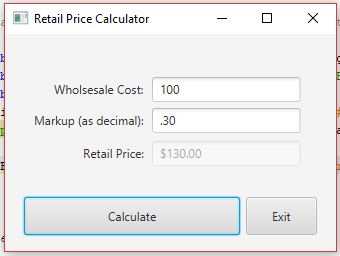 Retail Price Calculator
Wholsesale Cost: 100
Markup (as decimal): .30
Retail Price: $130.00
Calculate Exit